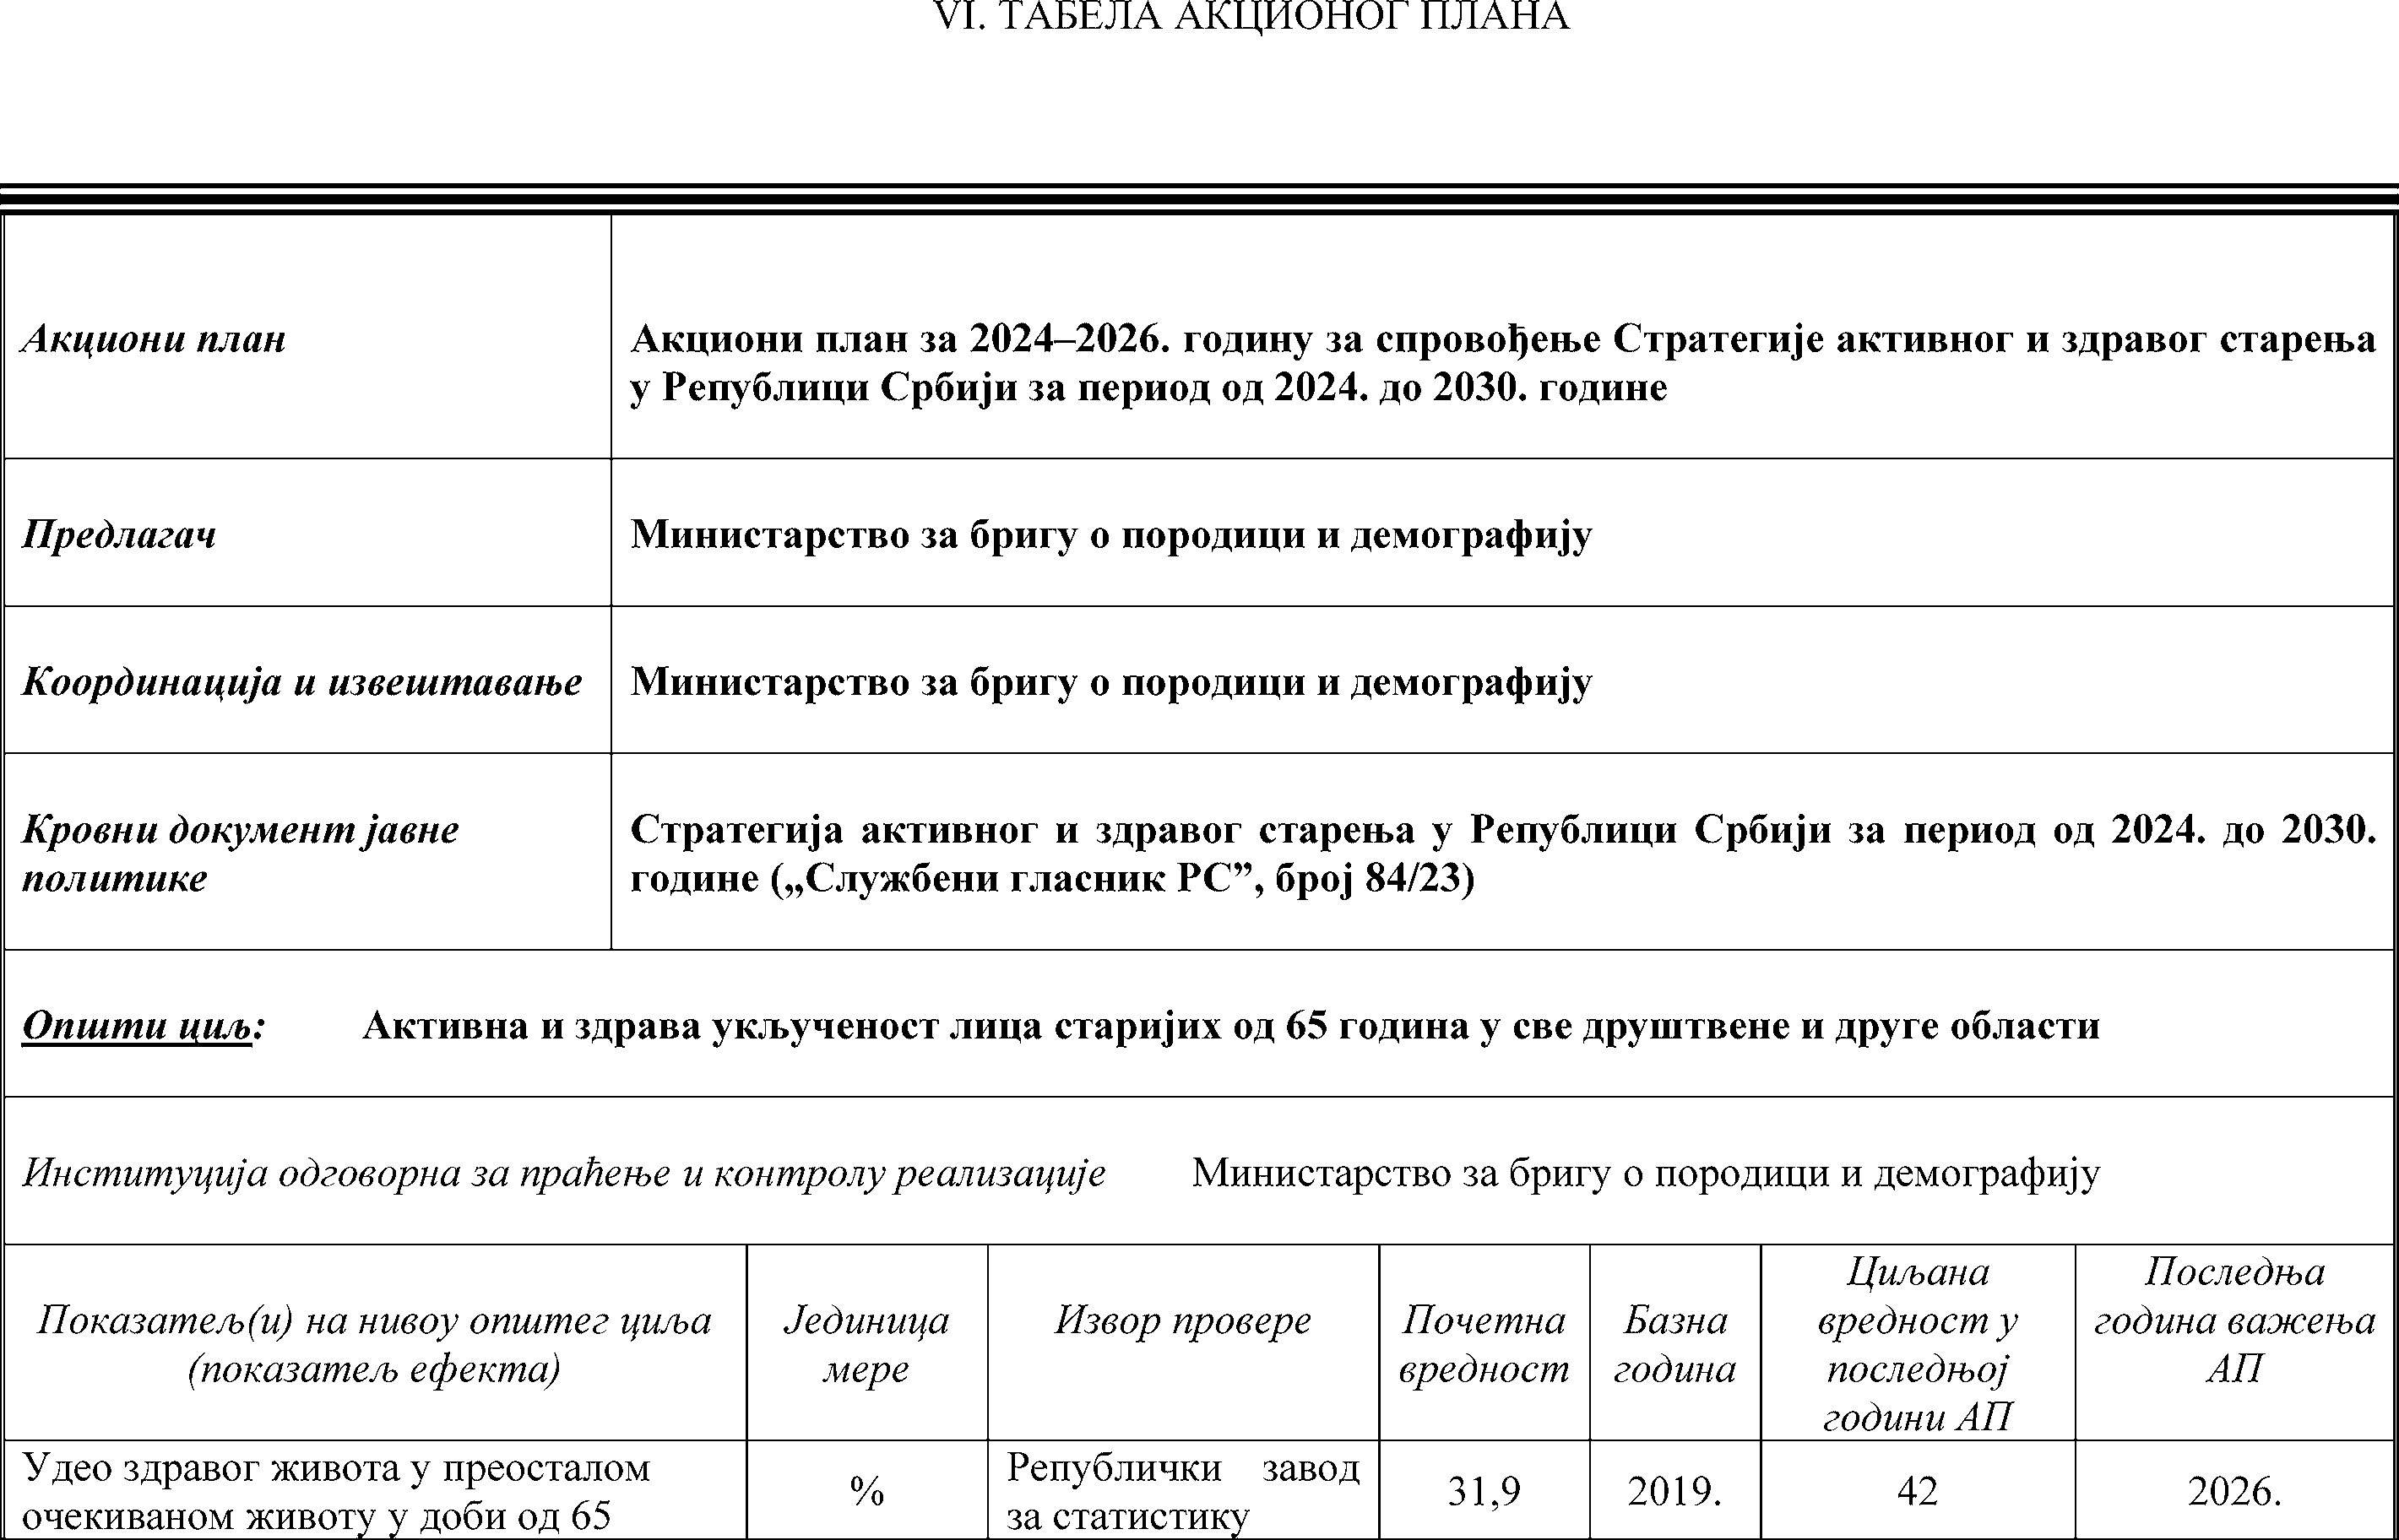 VI. ТАБЕЛА АКЦИОНОГ ПЛАНА
Акциони план
Акциони план за 2024–2026. годину за спровођење Стратегије активног и здравог старења
у Републици Србији за период од 2024. до 2030. године
Предлагач
Министарство за бригу о породици и демографију
Координација и извештавање
Министарство за бригу о породици и демографију
Кровни документ јавне
политике
Стратегија активног и здравог старења у Републици Србији за период од 2024. до 2030.
године („Службени гласник РС”, број 84/23)
Општи циљ: Активна и здрава укљученост лица старијих од 65 година у све друштвене и друге области
Институција одговорна за праћење и контролу реализације Министарство за бригу о породици и демографију
Показатељ(и) на нивоу општег циља
(показатељ ефекта)
Јединица
мере
Извор провере
Почетна
вредност
Базна
година
Циљана
вредност у
последњој
години АП
Последња
година важења
АП
Удео здравог живота у преосталом
очекиваном животу у доби од 65
%
Републички завод
за статистику
31,9
2019.
42
2026.